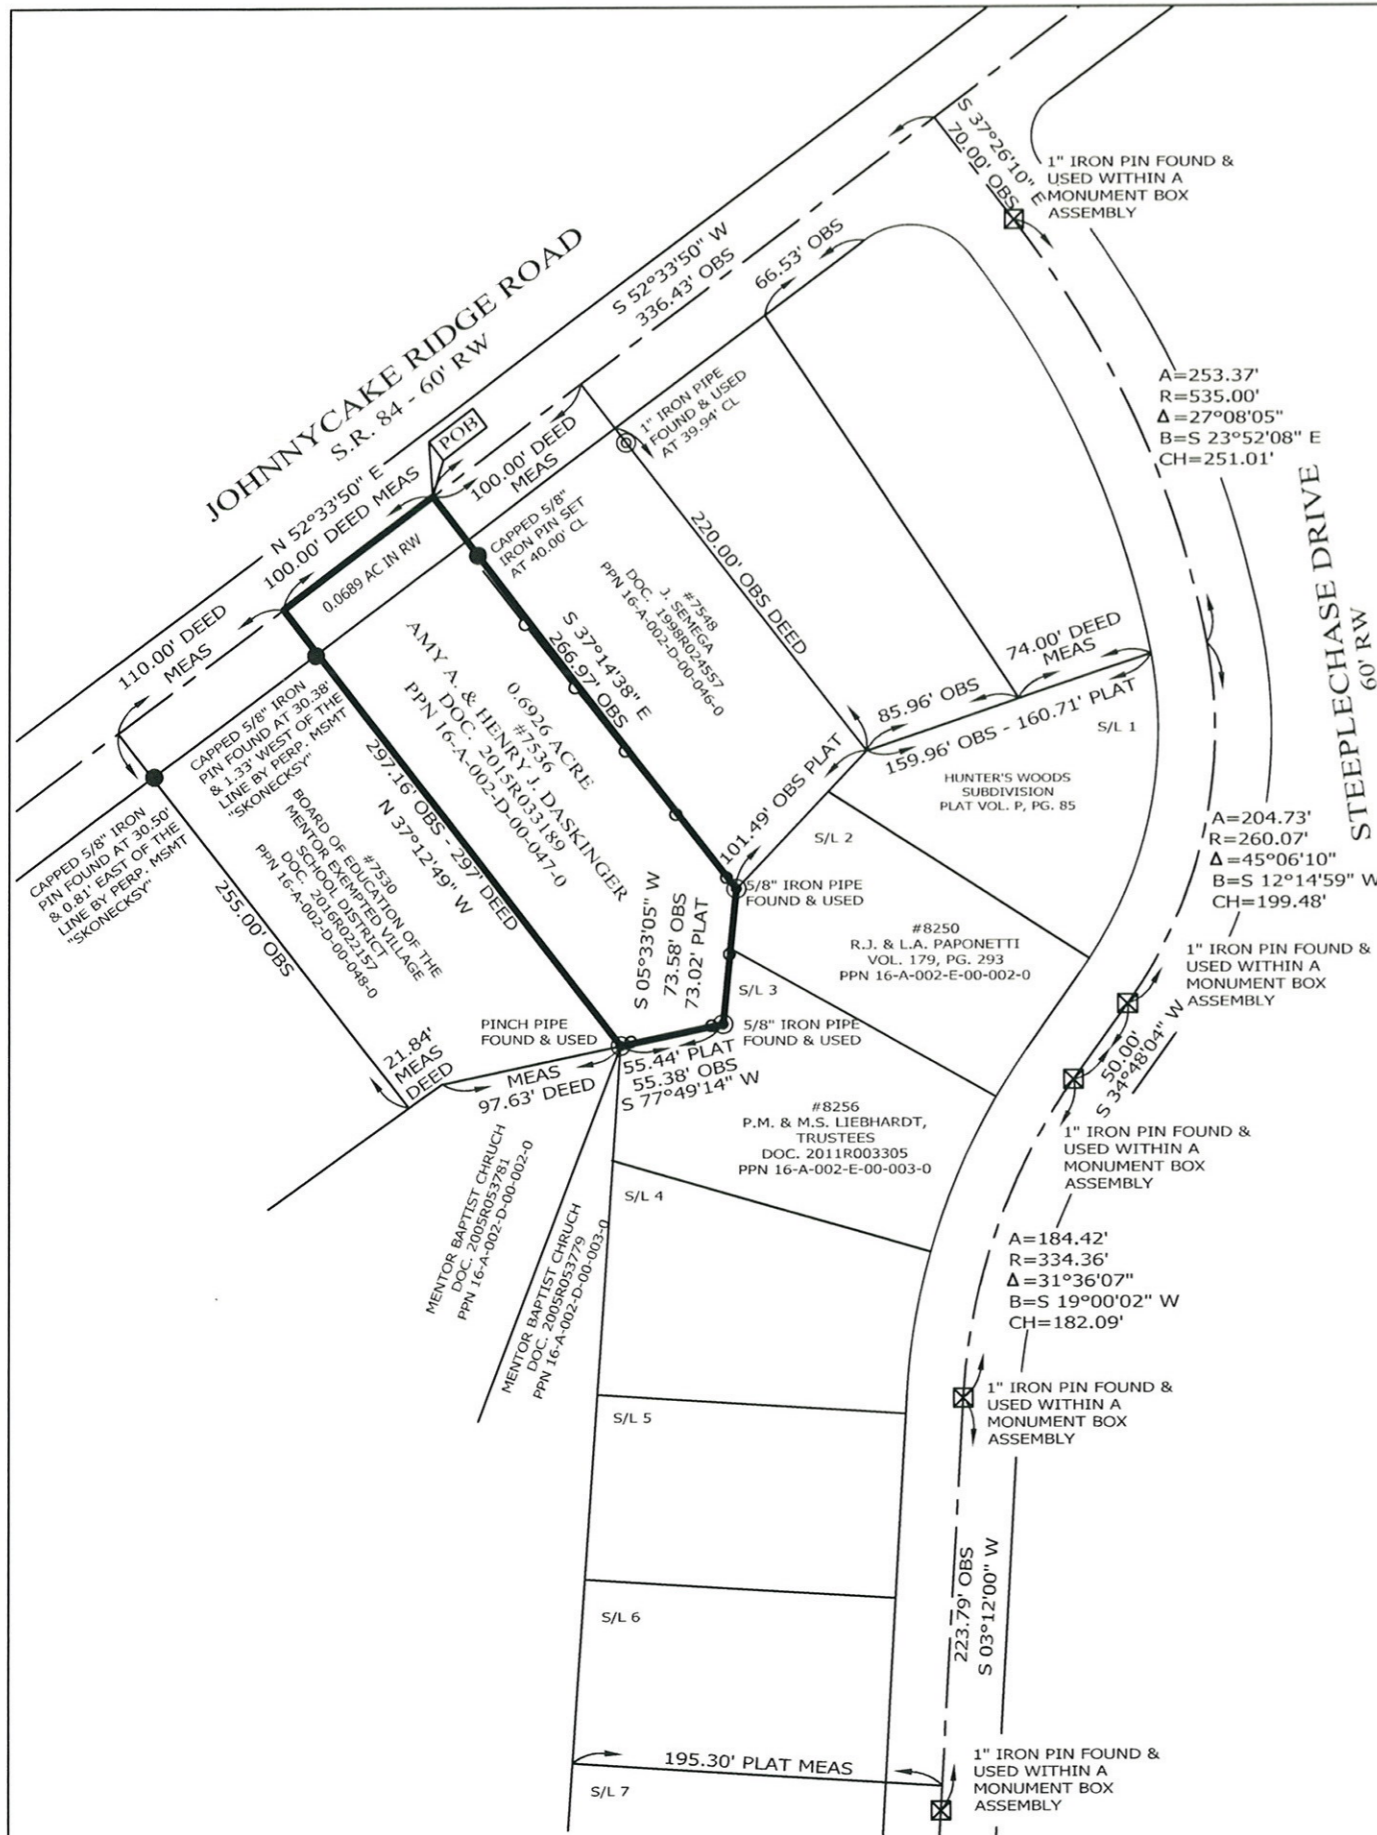 S 37°26'10" E
70.00' OBS
1" IRON PIN FOUND &
USED WITHIN A
MONUMENT BOX
ASSEMBLY
JOHNNYCAKE RIDGE ROAD
S.R. 84 - 60' RW
S 52°33'50" W
336.43' OBS
66.53' OBS
A=253.37'
R=535.00'
Δ=27°08'05"
B=S 23°52'08" E
CH=251.01'
STEEPLECHASE DRIVE
60' RW
POB
N 52°33'50" E
100.00' DEED MEAS
100.00' DEED
MEAS
1" IRON PIPE
FOUND & USED
AT 39.94' CL
CAPPED 5/8"
IRON PIN SET
AT 40.00' CL
0.0689 AC IN RW
110.00' DEED
MEAS
220.00' OBS DEED
#7548
J. SEMEGA
DOC. 1998R024557
PPN 16-A-002-D-00-046-0
S 37°14'38" E
266.97' OBS
0.6926 ACRE
#7536
AMY A. & HENRY J. DASKINGER
DOC. 2015R033189
PPN 16-A-002-D-00-047-0
297.16' OBS - 297' DEED
N 37°12'49" W
CAPPED 5/8" IRON
PIN FOUND AT 30.38'
& 1.33' WEST OF THE
LINE BY PERP. MSMT
"SKONECKSY"
CAPPED 5/8" IRON
PIN FOUND AT 30.50'
& 0.81' EAST OF THE
LINE BY PERP. MSMT
"SKONECKSY"
#7530
BOARD OF EDUCATION OF THE
MENTOR EXEMPTED VILLAGE
SCHOOL DISTRICT
DOC. 2016R022157
PPN 16-A-002-D-00-048-0
255.00' OBS
74.00' DEED
MEAS
85.96' OBS
159.96' OBS - 160.71' PLAT
S/L 1
HUNTER'S WOODS
SUBDIVISION
PLAT VOL. P, PG. 85
101.49' OBS PLAT
S/L 2
A=204.73'
R=260.07'
Δ=45°06'10"
B=S 12°14'59" W
CH=199.48'
5/8" IRON PIPE
FOUND & USED
S 05°33'05" W
73.58' OBS
73.02' PLAT
#8250
R.J. & L.A. PAPONETTI
VOL. 179, PG. 293
PPN 16-A-002-E-00-002-0
S/L 3
1" IRON PIN FOUND &
USED WITHIN A
MONUMENT BOX
ASSEMBLY
PINCH PIPE
FOUND & USED
5/8" IRON PIPE
FOUND & USED
21.84'
MEAS
DEED
MEAS
97.63' DEED
55.44' PLAT
55.38' OBS
S 77°49'14" W
50.00'
S 34°48'04" W
#8256
P.M. & M.S. LIEBHARDT,
TRUSTEES
DOC. 2011R003305
PPN 16-A-002-E-00-003-0
1" IRON PIN FOUND &
USED WITHIN A
MONUMENT BOX
ASSEMBLY
MENTOR BAPTIST CHRUCH
DOC. 2005R053781
PPN 16-A-002-D-00-002-0
MENTOR BAPTIST CHRUCH
DOC. 2005R053779
PPN 16-A-002-D-00-003-0
S/L 4
A=184.42'
R=334.36'
Δ=31°36'07"
B=S 19°00'02" W
CH=182.09'
1" IRON PIN FOUND &
USED WITHIN A
MONUMENT BOX
ASSEMBLY
S/L 5
S/L 6
223.79' OBS
S 03°12'00" W
195.30' PLAT MEAS
S/L 7
1" IRON PIN FOUND &
USED WITHIN A
MONUMENT BOX
ASSEMBLY